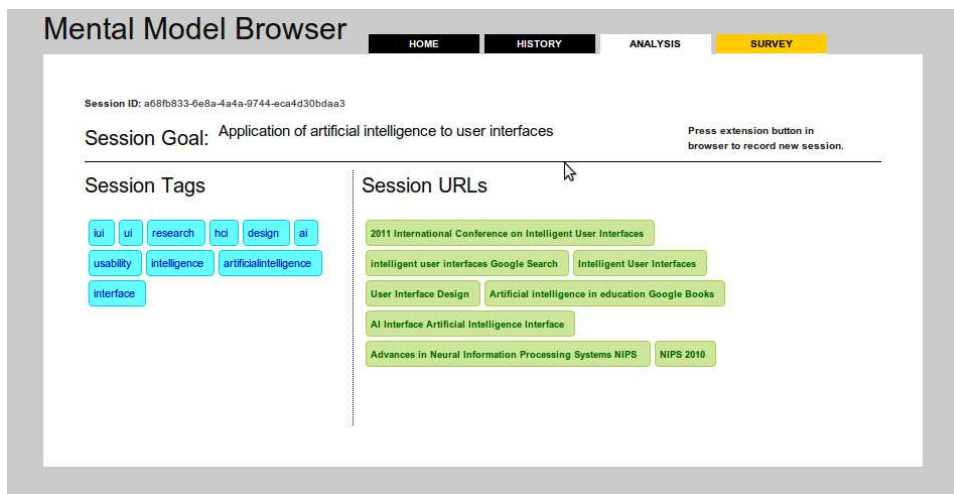 Mental Model Browser
HOME HISTORY ANALYSIS SURVEY
Session ID: a68fb833-6e8a-4a4a-9744-eca4d30bdaa3
Session Goal: Application of artificial intelligence to user interfaces
Press extension button in
browser to record new session.
Session Tags
iui ui research hci design ai
usability intelligence artificialintelligence
interface
Session URLs
2011 International Conference on Intelligent User Interfaces
intelligent user interfaces Google Search Intelligent User Interfaces
User Interface Design Artificial intelligence in education Google Books
AI Interface Artificial Intelligence Interface
Advances in Neural Information Processing Systems NIPS NIPS 2010